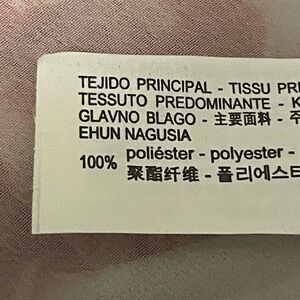 TEJIDO PRINCIPAL - TISSU PRI
TESSUTO PREDOMINANTE - K
GLAVNO BLAGO - 主要面料 - 주
EHUN NAGUSIA
100% poliéster - polyester -
聚酯纤维 - 폴리에스터